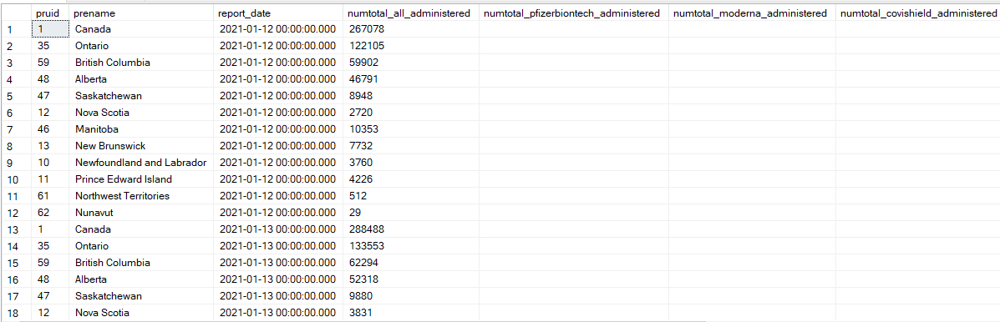 pruid prename report_date numtotal_all_administered numtotal_pfizerbiontech_administered numtotal_moderna_administered numtotal_covishield_administered
1 1 Canada 2021-01-12 00:00:00.000 267078
2 35 Ontario 2021-01-12 00:00:00.000 122105
3 59 British Columbia 2021-01-12 00:00:00.000 59902
4 48 Alberta 2021-01-12 00:00:00.000 46791
5 47 Saskatchewan 2021-01-12 00:00:00.000 8948
6 12 Nova Scotia 2021-01-12 00:00:00.000 2720
7 46 Manitoba 2021-01-12 00:00:00.000 10353
8 13 New Brunswick 2021-01-12 00:00:00.000 7732
9 10 Newfoundland and Labrador 2021-01-12 00:00:00.000 3760
10 11 Prince Edward Island 2021-01-12 00:00:00.000 4226
11 61 Northwest Territories 2021-01-12 00:00:00.000 512
12 62 Nunavut 2021-01-12 00:00:00.000 29
13 1 Canada 2021-01-13 00:00:00.000 288488
14 35 Ontario 2021-01-13 00:00:00.000 133553
15 59 British Columbia 2021-01-13 00:00:00.000 62294
16 48 Alberta 2021-01-13 00:00:00.000 52318
17 47 Saskatchewan 2021-01-13 00:00:00.000 9880
18 12 Nova Scotia 2021-01-13 00:00:00.000 3831